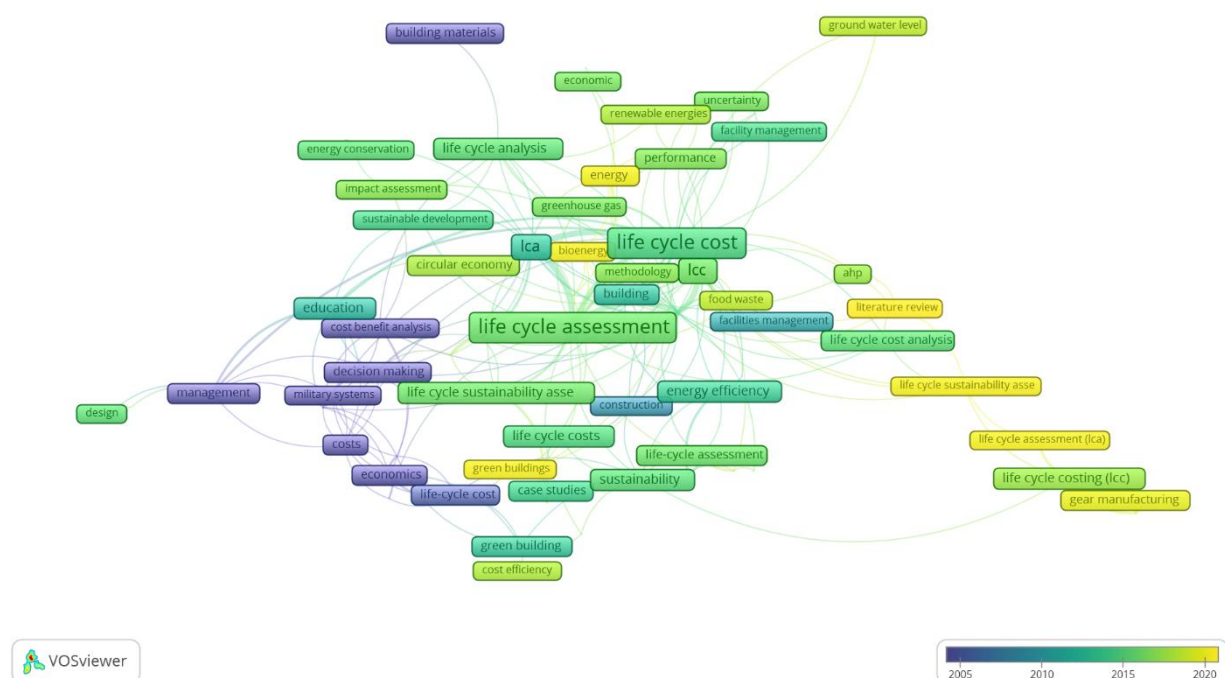 ground water level
building materials
economic
uncertainty
renewable energies
facility management
energy conservation
life cycle analysis
performance
energy
impact assessment
greenhouse gas
sustainable development
lca
life cycle cost
bioenergy
circular economy
methodology
lcc
ahp
building
food waste
literature review
education
cost benefit analysis
life cycle assessment
facilities management
life cycle cost analysis
decision making
management
military systems
life cycle sustainability asse
energy efficiency
life cycle sustainability asse
construction
design
life cycle costs
costs
life cycle assessment (lca)
life-cycle assessment
economics
green buildings
sustainability
life cycle costing (lcc)
life-cycle cost
case studies
gear manufacturing
green building
cost efficiency
VOSviewer
2005 2010 2015 2020